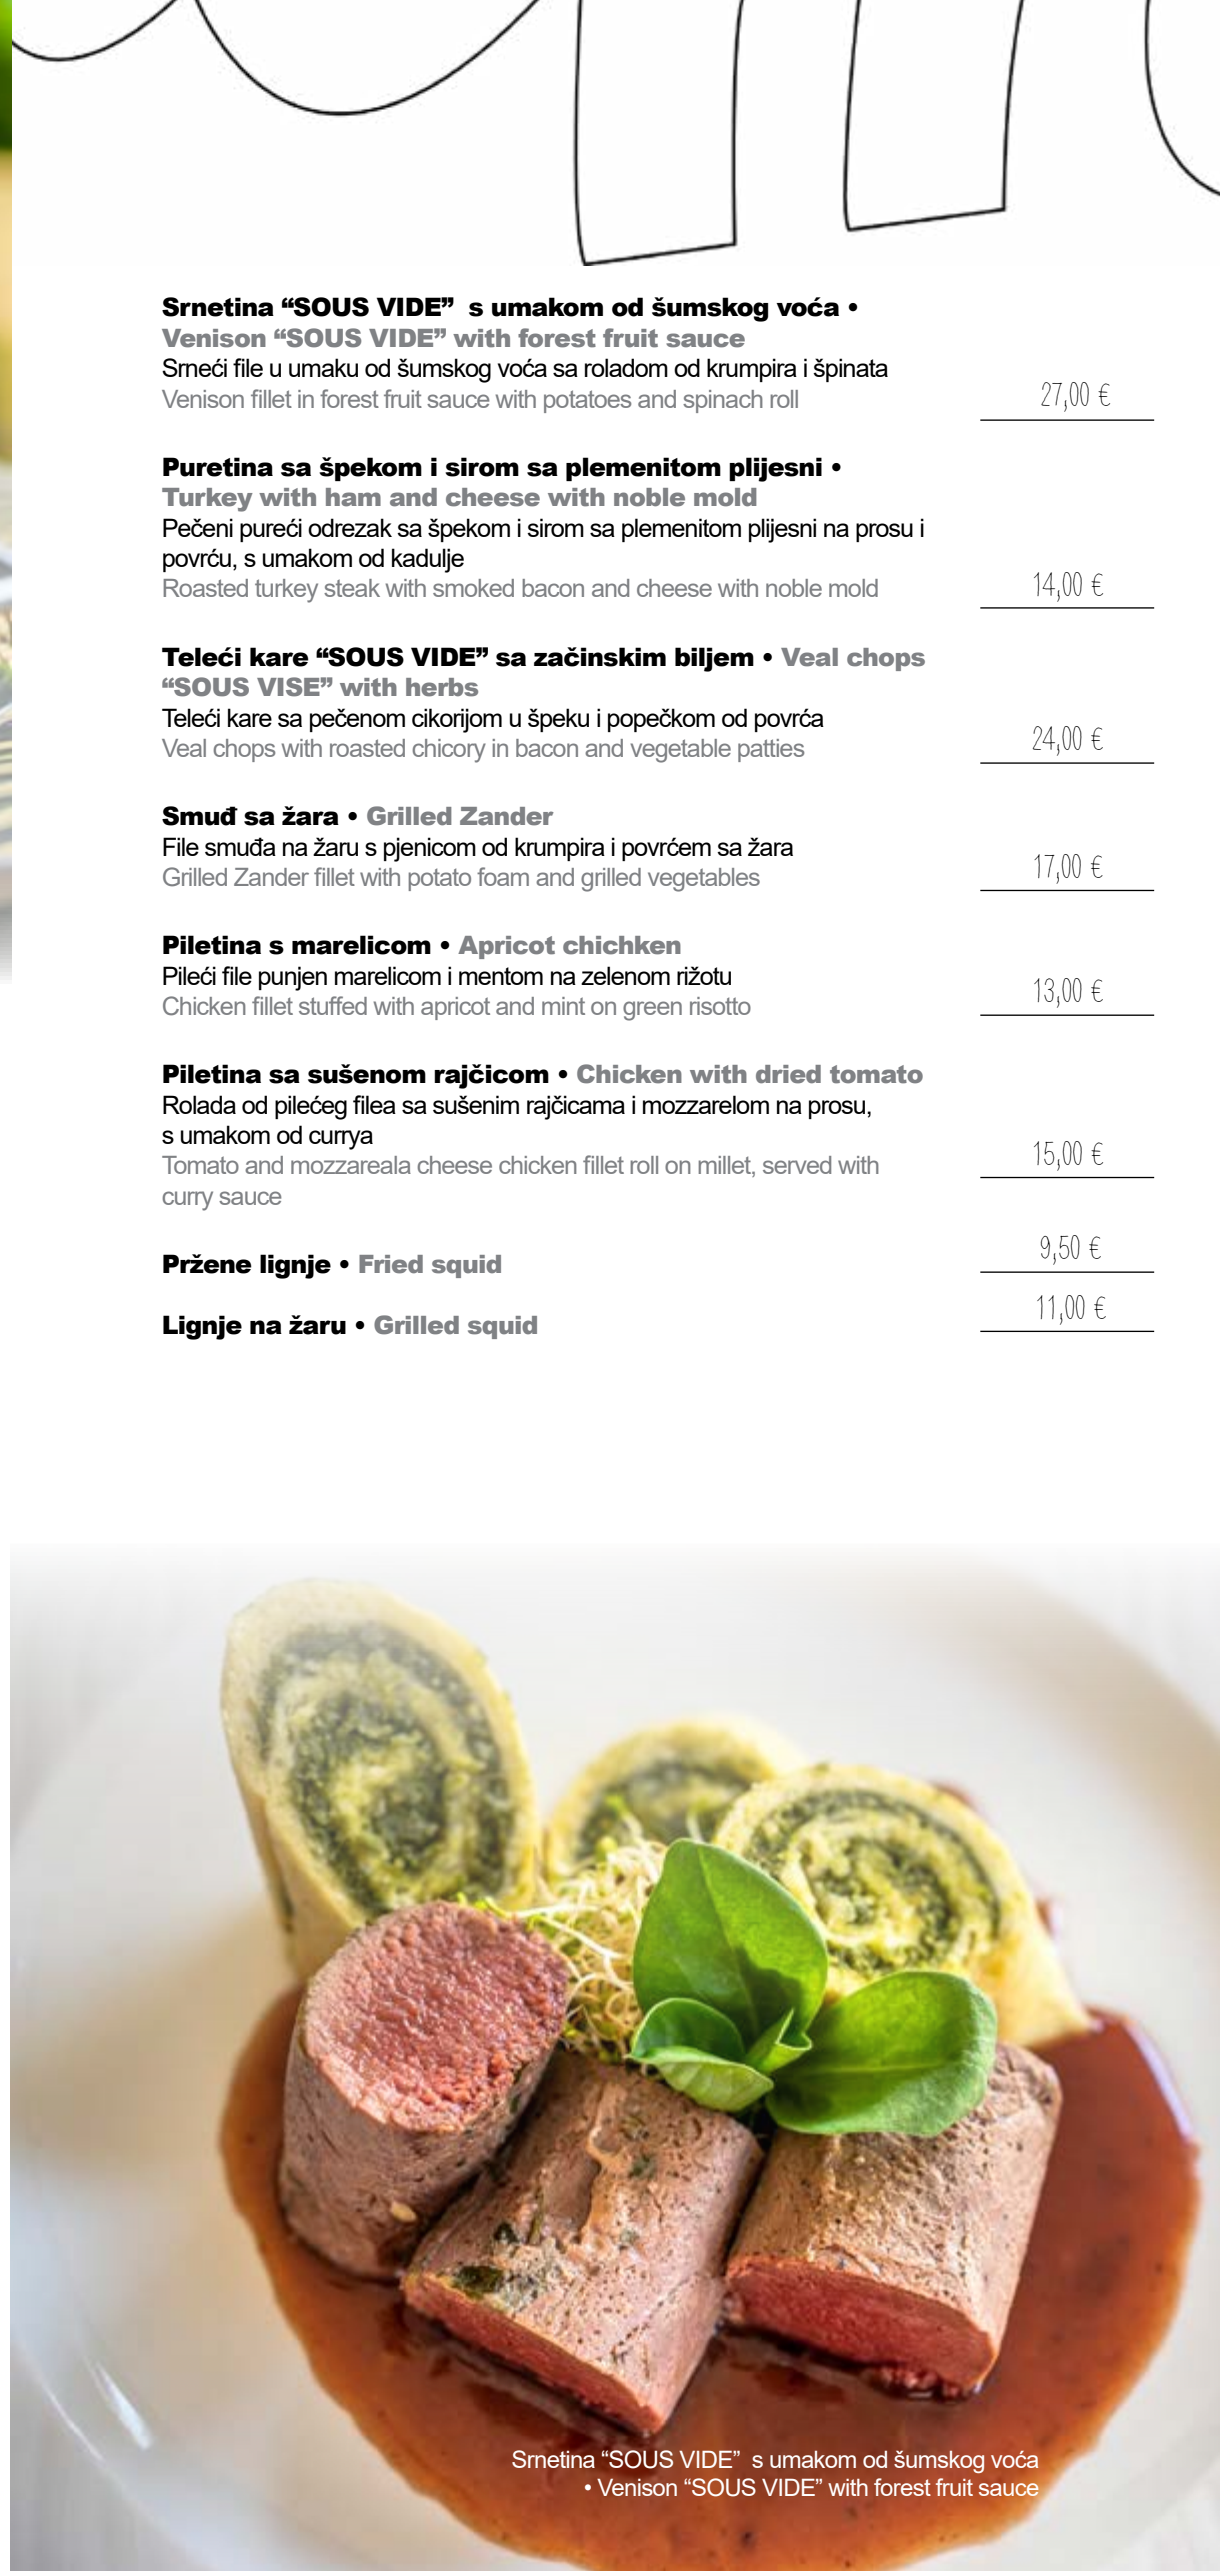 Srnetina “SOUS VIDE”  s umakom od šumskog voća •
Venison “SOUS VIDE” with forest fruit sauce
Srneći file u umaku od šumskog voća sa roladom od krumpira i špinata
Venison fillet in forest fruit sauce with potatoes and spinach roll
27,00 €
Puretina sa špekom i sirom sa plemenitom plijesni •
Turkey with ham and cheese with noble mold
Pečeni pureći odrezak sa špekom i sirom sa plemenitom plijesni na prosu i
povrću, s umakom od kadulje
Roasted turkey steak with smoked bacon and cheese with noble mold
14,00 €
Teleći kare “SOUS VIDE” sa začinskim biljem • Veal chops
“SOUS VISE” with herbs
Teleći kare sa pečenom cikorijom u špeku i popečkom od povrća
Veal chops with roasted chicory in bacon and vegetable patties
24,00 €
Smuđ sa žara • Grilled Zander
File smuđa na žaru s pjenicom od krumpira i povrćem sa žara
Grilled Zander fillet with potato foam and grilled vegetables
17,00 €
Piletina s marelicom • Apricot chichken
Pileći file punjen marelicom i mentom na zelenom rižotu
Chicken fillet stuffed with apricot and mint on green risotto
13,00 €
Piletina sa sušenom rajčicom • Chicken with dried tomato
Rolada od pilećeg filea sa sušenim rajčicama i mozzarelom na prosu,
s umakom od currya
Tomato and mozzareala cheese chicken fillet roll on millet, served with
curry sauce
15,00 €
Pržene lignje • Fried squid
9,50 €
Lignje na žaru • Grilled squid
11,00 €
Srnetina “SOUS VIDE”  s umakom od šumskog voća
• Venison “SOUS VIDE” with forest fruit sauce